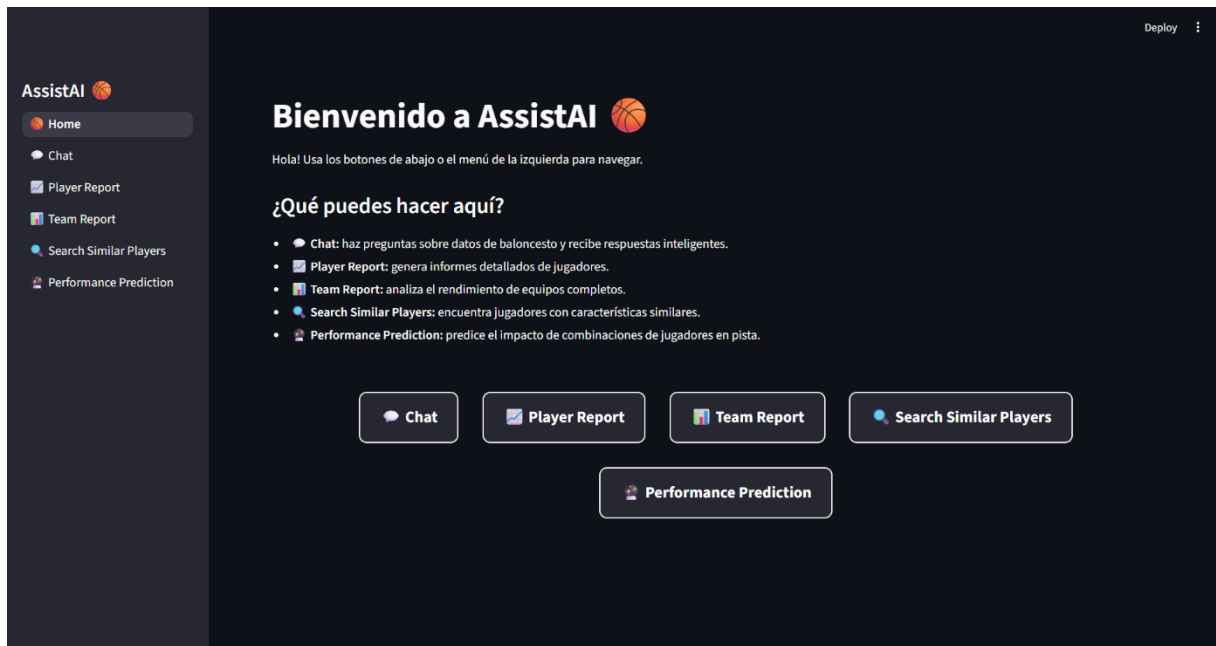 Deploy
AssistAI 🏀
🏀 Home
💬 Chat
📈 Player Report
📊 Team Report
🔍 Search Similar Players
🔮 Performance Prediction
Bienvenido a AssistAI 🏀
Hola! Usa los botones de abajo o el menú de la izquierda para navegar.
¿Qué puedes hacer aquí?
• 💬 Chat: haz preguntas sobre datos de baloncesto y recibe respuestas inteligentes.
• 📈 Player Report: genera informes detallados de jugadores.
• 📊 Team Report: analiza el rendimiento de equipos completos.
• 🔍 Search Similar Players: encuentra jugadores con características similares.
• 🔮 Performance Prediction: predice el impacto de combinaciones de jugadores en pista.
💬 Chat
📈 Player Report
📊 Team Report
🔍 Search Similar Players
🔮 Performance Prediction